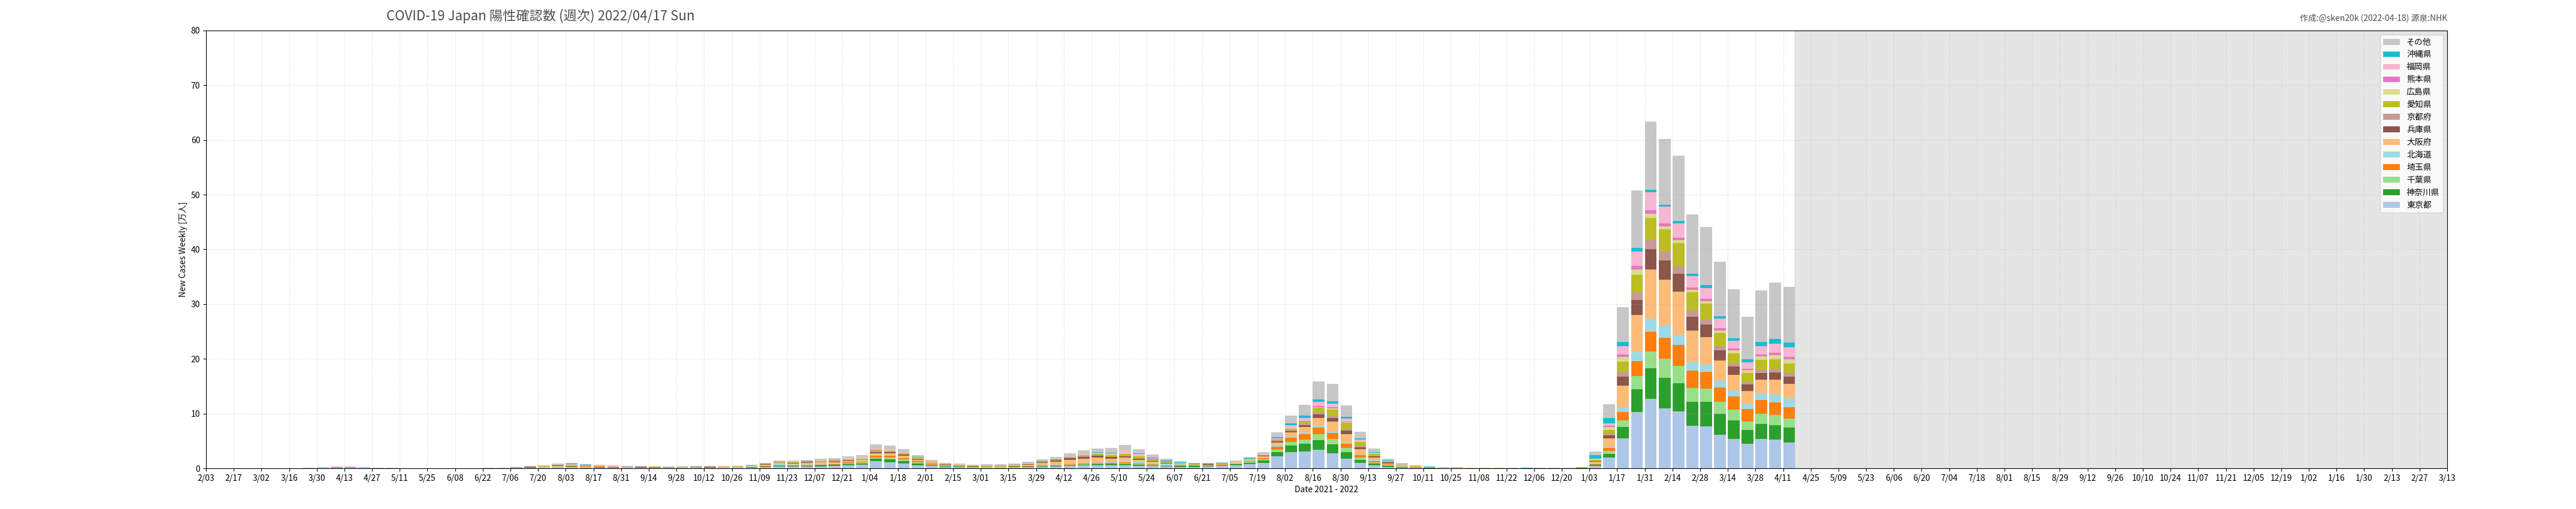 COVID-19 Japan 陽性確認数 (週次) 2022/04/17 Sun
作成:@sken20k (2022-04-18) 源泉:NHK
New Cases Weekly [万人]
80
70
60
50
40
30
20
10
0
その他
沖縄県
福岡県
熊本県
広島県
愛知県
京都府
兵庫県
大阪府
北海道
埼玉県
千葉県
神奈川県
東京都
2/03 2/17 3/02 3/16 3/30 4/13 4/27 5/11 5/25 6/08 6/22 7/06 7/20 8/03 8/17 8/31 9/14 9/28 10/12 10/26 11/09 11/23 12/07 12/21 1/04 1/18 2/01 2/15 3/01 3/15 3/29 4/12 4/26 5/10 5/24 6/07 6/21 7/05 7/19 8/02 8/16 8/30 9/13 9/27 10/11 10/25 11/08 11/22 12/06 12/20 1/03 1/17 1/31 2/14 2/28 3/14 3/28 4/11 4/25 5/09 5/23 6/06 6/20 7/04 7/18 8/01 8/15 8/29 9/12 9/26 10/10 10/24 11/07 11/21 12/05 12/19 1/02 1/16 1/30 2/13 2/27 3/13
Date 2021 - 2022